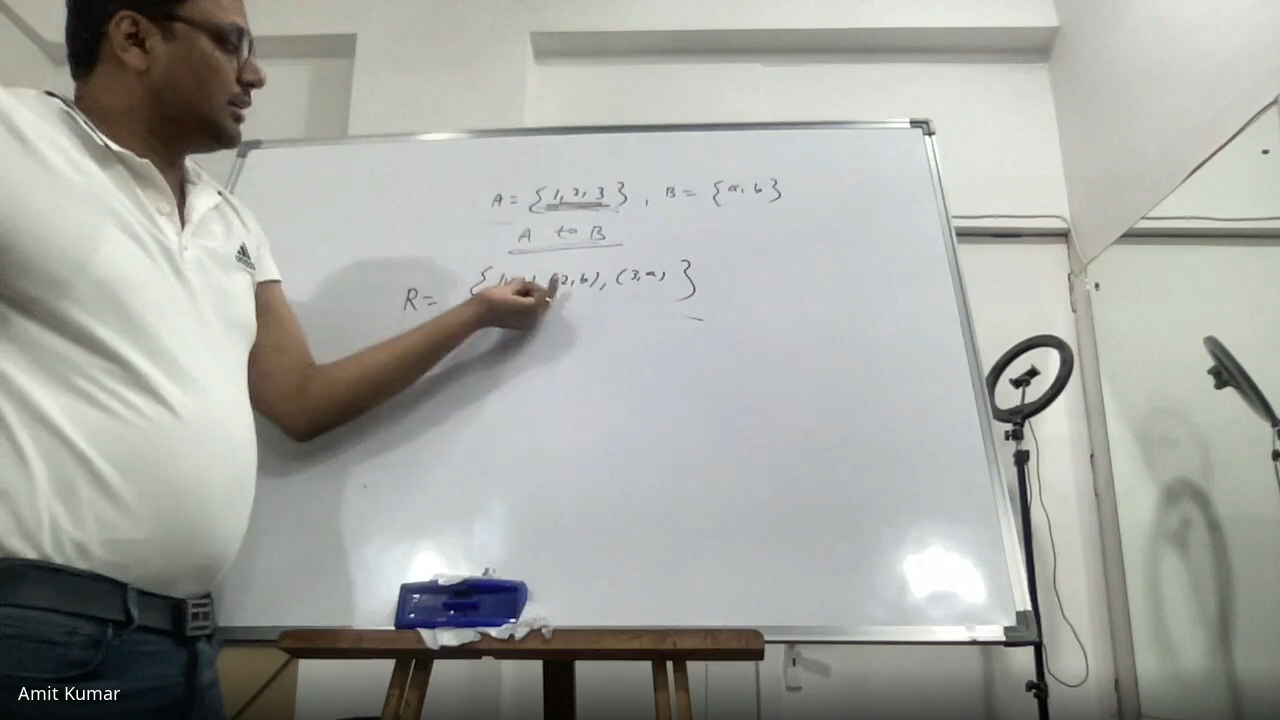 A = {1, 2, 3}, B = {a, b}
A to B
R = { (2, b), (3, a) }
Amit Kumar